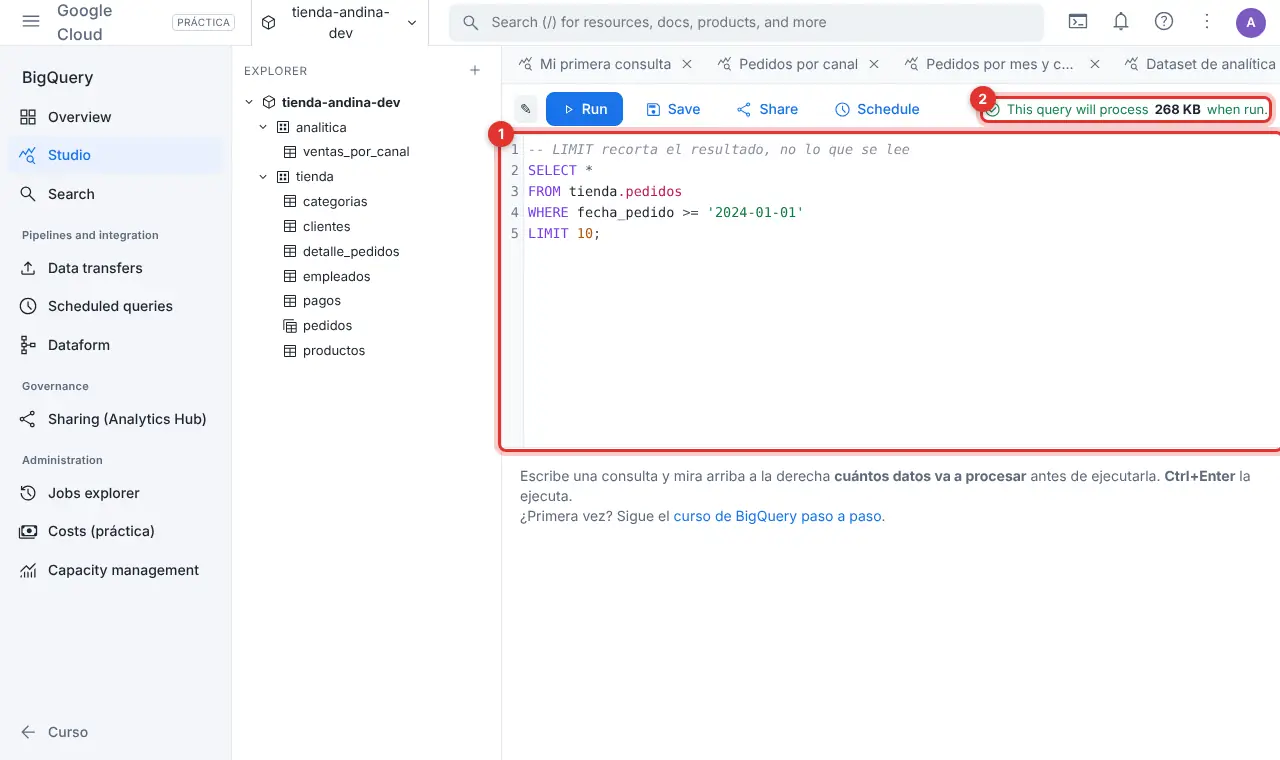 Google Cloud
PRÁCTICA
tienda-andina-dev
Search (/) for resources, docs, products, and more
A
BigQuery
Overview
Studio
Search
Pipelines and integration
Data transfers
Scheduled queries
Dataform
Governance
Sharing (Analytics Hub)
Administration
Jobs explorer
Costs (práctica)
Capacity management
Curso
EXPLORER
tienda-andina-dev
analitica
ventas_por_canal
tienda
categorias
clientes
detalle_pedidos
empleados
pagos
pedidos
productos
Mi primera consulta
Pedidos por canal
Pedidos por mes y c...
Dataset de analítica
Run
Save
Share
Schedule
2
This query will process 268 KB when run.
1
1 -- LIMIT recorta el resultado, no lo que se lee
2 SELECT *
3 FROM tienda.pedidos
4 WHERE fecha_pedido >= '2024-01-01'
5 LIMIT 10;
Escribe una consulta y mira arriba a la derecha cuántos datos va a procesar antes de ejecutarla. Ctrl+Enter la
ejecuta.
¿Primera vez? Sigue el curso de BigQuery paso a paso.